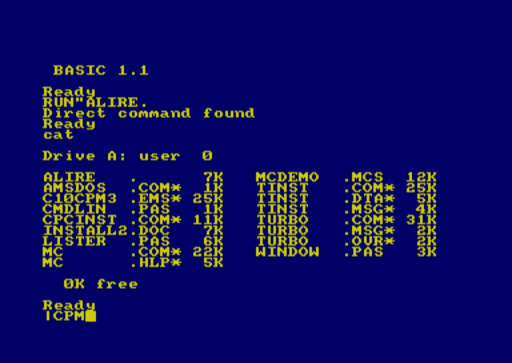 BASIC 1.1
Ready
RUN"ALIRE.
Direct command found
Ready
cat
Drive A: user  0
ALIRE   .       7K    MCDEMO  .MCS  12K
AMSDOS  .COM*   1K    TINST   .COM* 25K
C10CPM3 .EMS*  25K    TINST   .DTA*  5K
CMDLIN  .PAS    1K    TINST   .MSG*  4K
CPCINST .COM*  11K    TURBO   .COM* 31K
INSTALL2.DOC    7K    TURBO   .MSG*  2K
LISTER  .PAS    6K    TURBO   .OVR*  2K
MC      .COM*  22K    WINDOW  .PAS   3K
MC      .HLP*   5K
0K free
Ready
|CPM